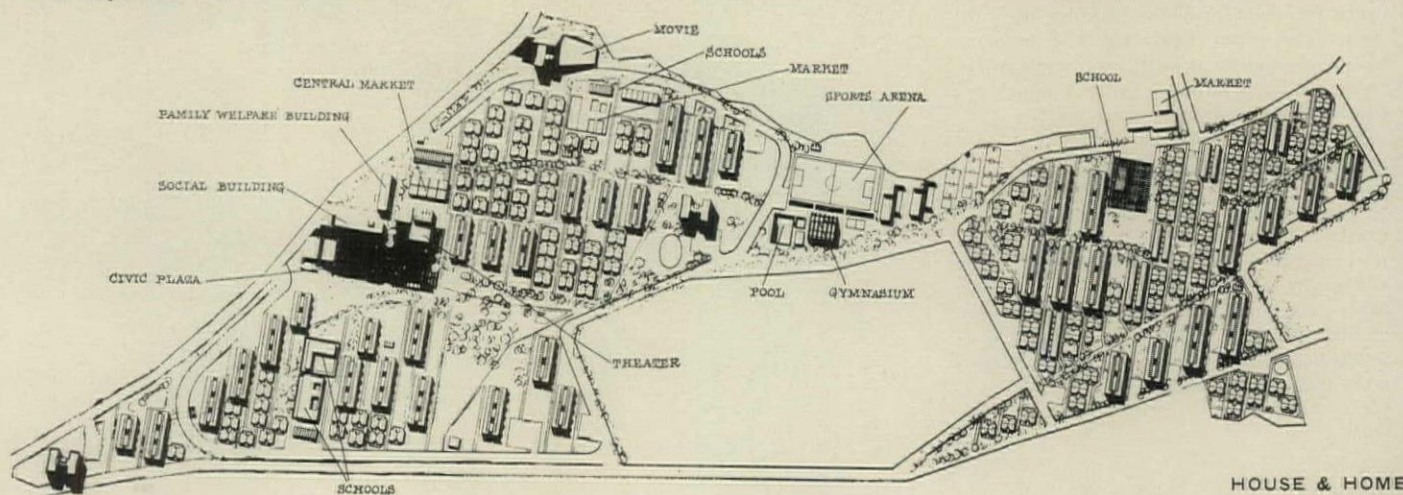 MOVIE
SCHOOLS
CENTRAL MARKET
MARKET
SCHOOL
MARKET
SPORTS ARENA
FAMILY WELFARE BUILDING
SOCIAL BUILDING
CIVIC PLAZA
POOL
GYMNASIUM
THEATER
SCHOOLS
HOUSE & HOME